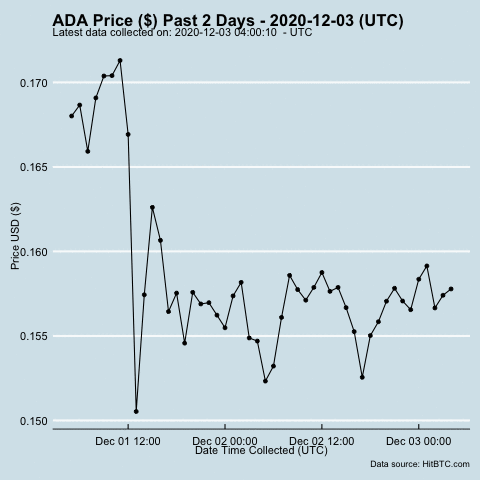 ADA Price ($) Past 2 Days - 2020-12-03 (UTC)
Latest data collected on: 2020-12-03 04:00:10 - UTC
0.170
0.165
0.160
0.155
0.150
Price USD ($)
Dec 01 12:00
Dec 02 00:00
Dec 02 12:00
Dec 03 00:00
Date Time Collected (UTC)
Data source: HitBTC.com